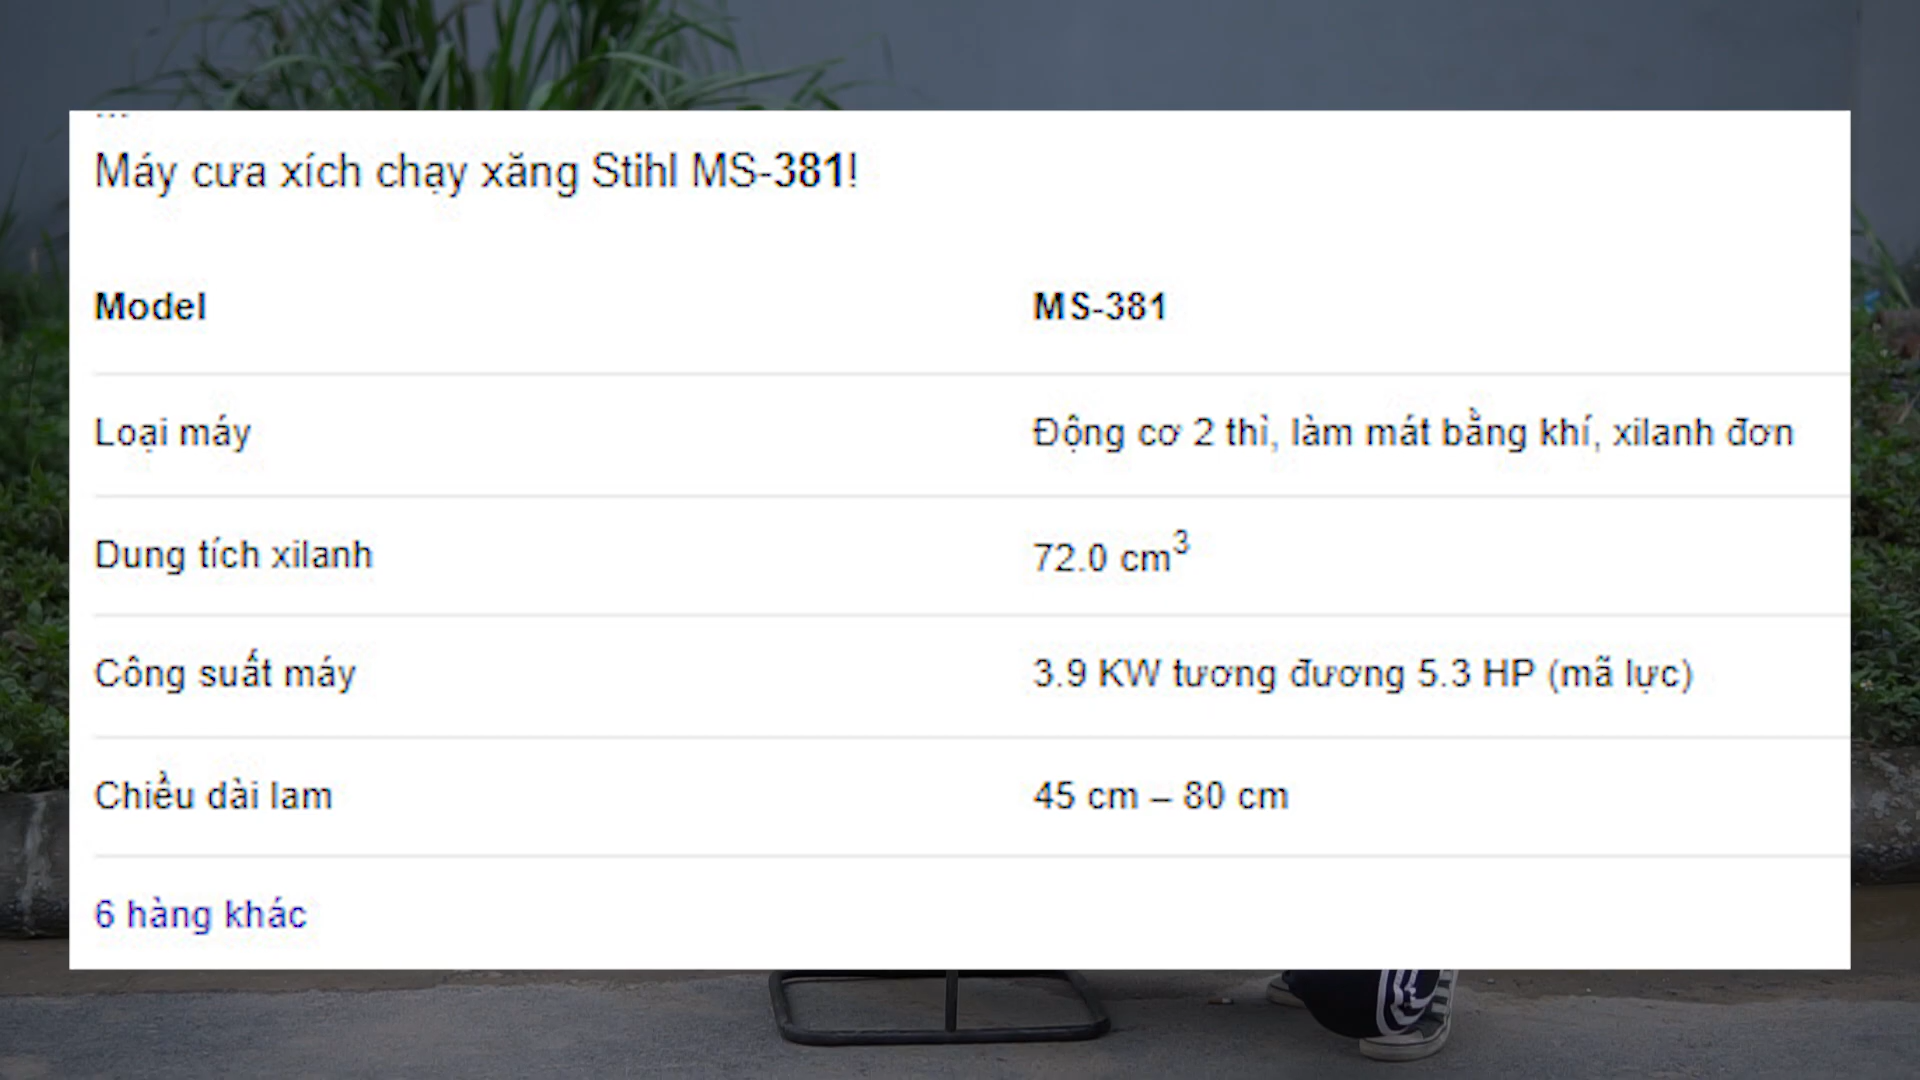 Máy cưa xích chạy xăng Stihl MS-381!
Model MS-381
Loại máy Động cơ 2 thì, làm mát bằng khí, xilanh đơn
Dung tích xilanh 72.0 cm³
Công suất máy 3.9 KW tương đương 5.3 HP (mã lực)
Chiều dài lam 45 cm – 80 cm
6 hàng khác